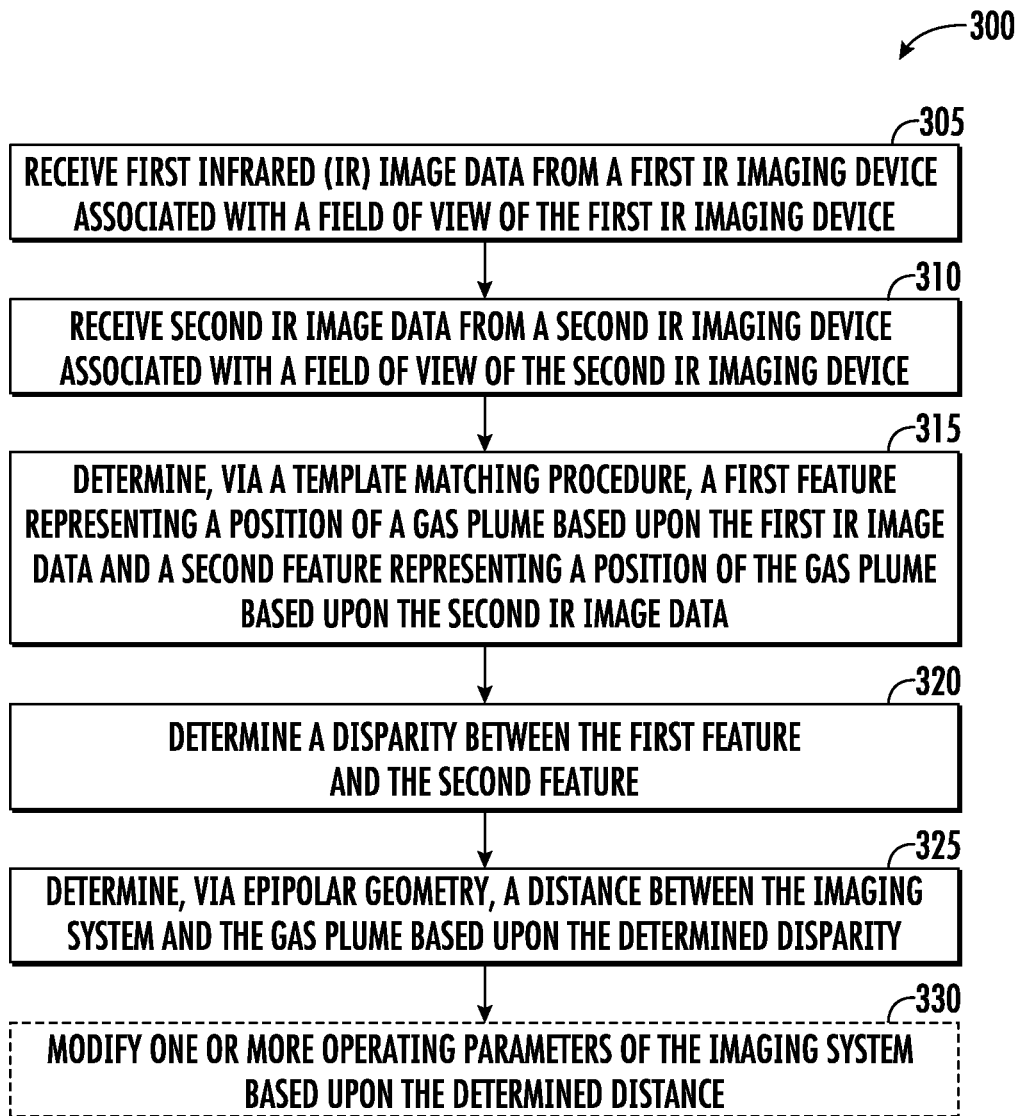 300
305
RECEIVE FIRST INFRARED (IR) IMAGE DATA FROM A FIRST IR IMAGING DEVICE
ASSOCIATED WITH A FIELD OF VIEW OF THE FIRST IR IMAGING DEVICE
310
RECEIVE SECOND IR IMAGE DATA FROM A SECOND IR IMAGING DEVICE
ASSOCIATED WITH A FIELD OF VIEW OF THE SECOND IR IMAGING DEVICE
315
DETERMINE, VIA A TEMPLATE MATCHING PROCEDURE, A FIRST FEATURE
REPRESENTING A POSITION OF A GAS PLUME BASED UPON THE FIRST IR IMAGE
DATA AND A SECOND FEATURE REPRESENTING A POSITION OF THE GAS PLUME
BASED UPON THE SECOND IR IMAGE DATA
320
DETERMINE A DISPARITY BETWEEN THE FIRST FEATURE
AND THE SECOND FEATURE
325
DETERMINE, VIA EPIPOLAR GEOMETRY, A DISTANCE BETWEEN THE IMAGING
SYSTEM AND THE GAS PLUME BASED UPON THE DETERMINED DISPARITY
330
MODIFY ONE OR MORE OPERATING PARAMETERS OF THE IMAGING SYSTEM
BASED UPON THE DETERMINED DISTANCE